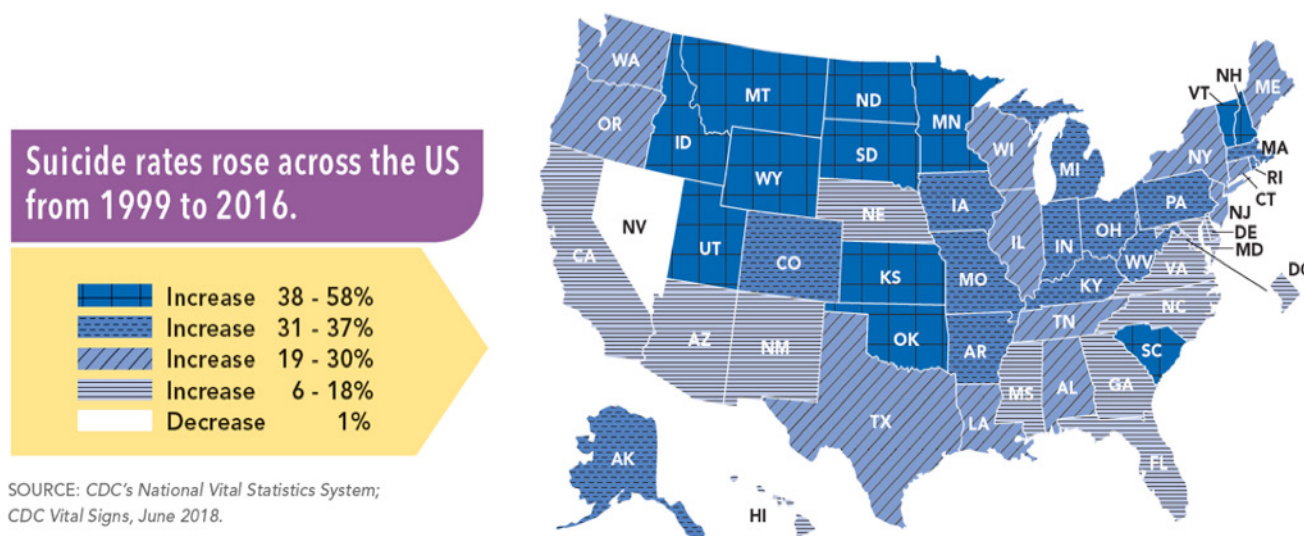 Suicide rates rose across the US
from 1999 to 2016.
Increase 38 - 58%
Increase 31 - 37%
Increase 19 - 30%
Increase 6 - 18%
Decrease 1%
SOURCE: CDC's National Vital Statistics System;
CDC Vital Signs, June 2018.
WA
MT
ND
MN
OR
ID
SD
WY
WI
MI
NY
VT
NH
ME
MA
RI
CT
NJ
DE
MD
DC
PA
NE
IA
NV
UT
CO
CA
KS
MO
IL
IN
OH
WV
VA
KY
NC
TN
SC
AZ
NM
OK
AR
MS
AL
GA
TX
LA
FL
AK
HI